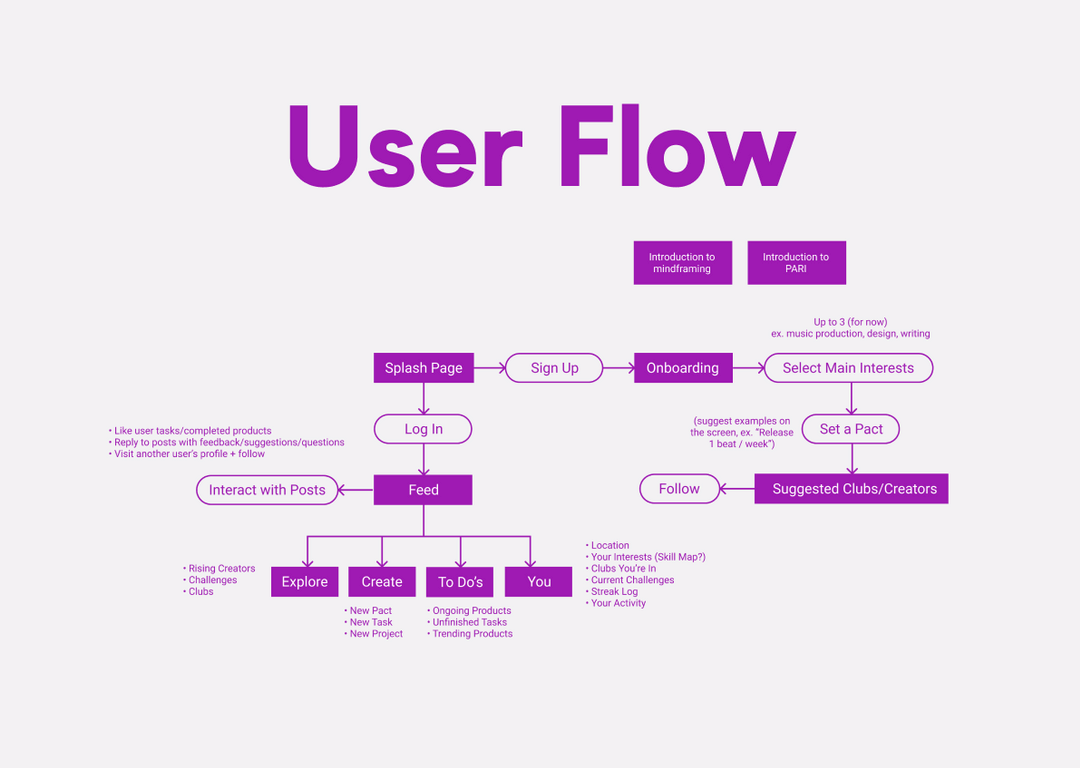 User Flow
Introduction to
mindframing
Introduction to
PARI
Up to 3 (for now)
ex. music production, design, writing
Splash Page
Sign Up
Onboarding
Select Main Interests
Log In
(suggest examples on
the screen, ex. “Release
1 beat / week”)
Set a Pact
• Like user tasks/completed products
• Reply to posts with feedback/suggestions/questions
• Visit another user's profile + follow
Interact with Posts
Feed
Follow
Suggested Clubs/Creators
• Rising Creators
• Challenges
• Clubs
Explore
Create
To Do's
You
• Location
• Your Interests (Skill Map?)
• Clubs You're In
• Current Challenges
• Streak Log
• Your Activity
• New Pact
• New Task
• New Project
• Ongoing Products
• Unfinished Tasks
• Trending Products